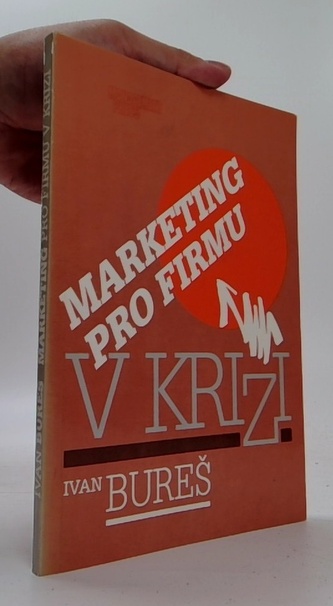 MARKETING
PRO FIRMU
V KRIZI
IVAN BUREŠ
IVAN BUREŠ MARKETING PRO FIRMU V KRIZI